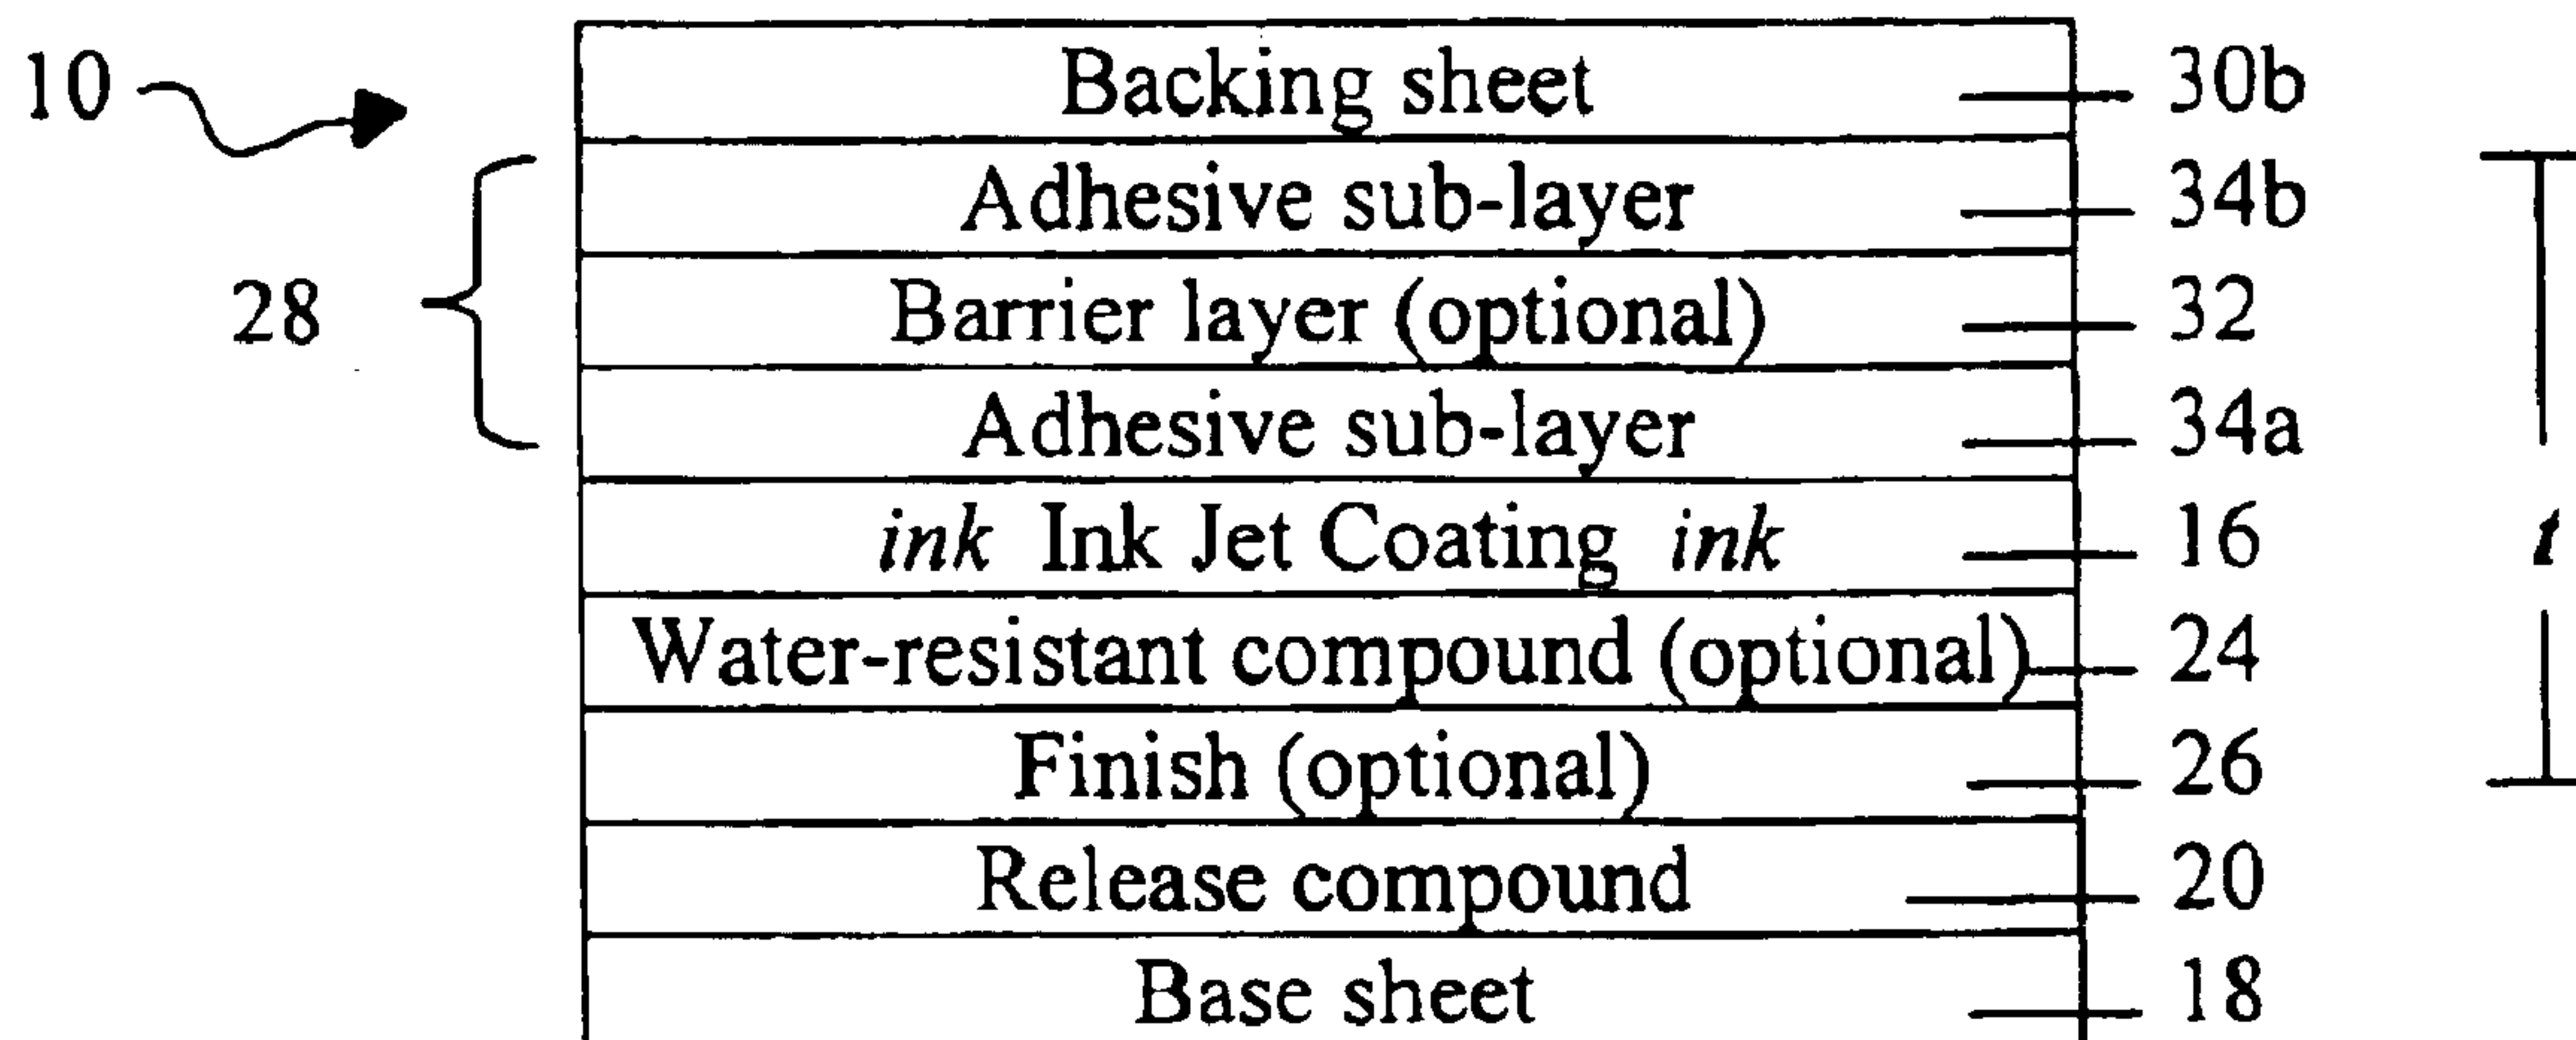 10 Backing sheet 30b
Adhesive sub-layer 34b
28 Barrier layer (optional) 32
Adhesive sub-layer 34a
ink Ink Jet Coating ink 16 t
Water-resistant compound (optional) 24
Finish (optional) 26
Release compound 20
Base sheet 18